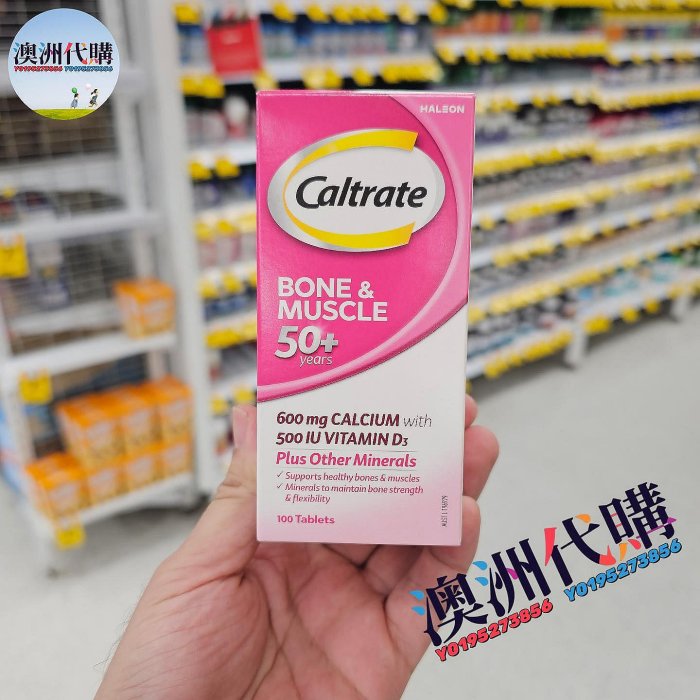 澳洲代購
Y0195273856 Y0195273856
HALEON
Caltrate
BONE &
MUSCLE
50+
years
600 mg CALCIUM with
500 IU VITAMIN D3
Plus Other Minerals
✓ Supports healthy bones & muscles
✓ Minerals to maintain bone strength
& flexibility
100 Tablets
澳洲代購
Y0195273856 Y0195273856